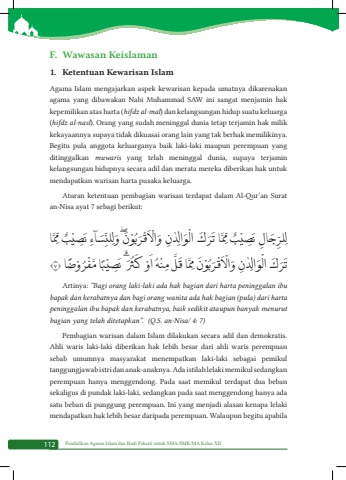 F. Wawasan Keislaman
1. Ketentuan Kewarisan Islam
Agama Islam mengajarkan aspek kewarisan kepada umatnya dikarenakan
agama yang dibawakan Nabi Muhammad SAW ini sangat menjamin hak
kepemilikan atas harta (hifdz al-mal) dan kelangsungan hidup suatu keluarga
(hifdz al-nasl). Orang yang sudah meninggal dunia tetap terjamin hak milik
kekayaannya supaya tidak dikuasai orang lain yang tak berhak memilikinya.
Begitu pula anggota keluarganya baik laki-laki maupun perempuan yang
ditinggalkan muwaris yang telah meninggal dunia, supaya terjamin
kelangsungan hidupnya secara adil dan merata mereka diberikan hak untuk
mendapatkan warisan harta pusaka keluarga.
Aturan ketentuan pembagian warisan terdapat dalam Al-Qur'an Surat
an-Nisa ayat 7 sebagi berikut:
لِلرِّجَالِ نَصِيْبٌ مِّمَّا تَرَكَ الْوَالِدٰنِ وَالْاَقْرَبُوْنَۖ وَلِلنِّسَاۤءِ نَصِيْبٌ مِّمَّا
تَرَكَ الْوَالِدٰنِ وَالْاَقْرَبُوْنَ مِمَّا قَلَّ مِنْهُ اَوْ كَثُرَ ۗ نَصِيْبًا مَّفْرُوْضًا ٧
Artinya: "Bagi orang laki-laki ada hak bagian dari harta peninggalan ibu
bapak dan kerabatnya dan bagi orang wanita ada hak bagian (pula) dari harta
peninggalan ibu bapak dan kerabatnya, baik sedikit ataupun banyak menurut
bagian yang telah ditetapkan". (Q.S. an-Nisa/ 4: 7)
Pembagian warisan dalam Islam dilakukan secara adil dan demokratis.
Ahli waris laki-laki diberikan hak lebih besar dari ahli waris perempuan
sebab umumnya masyarakat menempatkan laki-laki sebagai pemikul
tanggungjawab istri dan anak-anaknya. Ada istilah lelaki memikul sedangkan
perempuan hanya menggendong. Pada saat memikul terdapat dua beban
sekaligus di pundak laki-laki, sedangkan pada saat menggendong hanya ada
satu beban di punggung perempuan. Ini yang menjadi alasan kenapa lelaki
mendapatkan hak lebih besar daripada perempuan. Walaupun begitu apabila
112 Pendidikan Agama Islam dan Budi Pekerti untuk SMA/SMK/MA Kelas XII